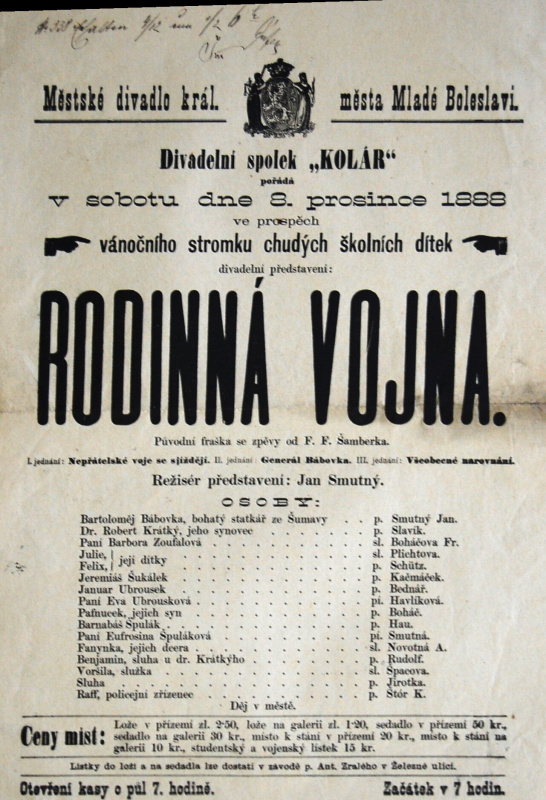 Městské divadlo král. města Mladé Boleslavi.
Divadelní spolek „KOLÁR“
pořádá
v sobotu dne 8. prosince 1888
ve prospěch
vánočního stromku chudých školních dítek
divadelní představení:
RODINNÁ VOJNA.
Původní fraška se zpěvy od F. F. Šamberka.
I. jednání: Nepřátelské voje se sjíždějí. II. jednání: Generál Bábovka. III. jednání: Všeobecné narovnání.
Režisér představení: Jan Smutný.
OSOBY:
Bartoloměj Bábovka, bohatý statkář ze Šumavy . . p. Smutný Jan.
Dr. Robert Krátký, jeho synovec . . . . . . . p. Slavík.
Paní Barbora Zoufalová . . . . . . . . . . sl. Boháčova Fr.
Julie, } její dítky . . . . . . . . . . sl. Plichtova.
Felix, } p. Schütz.
Jeremiáš Šukálek . . . . . . . . . . p. Kačmáček.
Januar Ubrousek . . . . . . . . . . p. Bednář.
Paní Eva Ubrousková . . . . . . . . . . pí. Havlíková.
Pafnucek, jejich syn . . . . . . . . . . p. Boháč.
Barnabáš Špulák . . . . . . . . . . p. Hau.
Paní Eufrosina Špuláková . . . . . . . . . pí. Smutná.
Fanynka, jejich dcera . . . . . . . . . . sl. Novotná A.
Benjamin, sluha u dr. Krátkýho . . . . . . . p. Rudolf.
Voršila, služka . . . . . . . . . . sl. Špacova.
Sluha . . . . . . . . . . p. Jirotka.
Raff, policejní zřízenec . . . . . . . . . p. Štór K.
Děj v městě.
Ceny míst: Lože v přízemí zl. 2·50, lože na galerii zl. 1·20, sedadlo v přízemí 50 kr.,
sedadlo na galerii 30 kr., místo k stání v přízemí 20 kr., místo k stání na
galerii 10 kr., studentský a vojenský lístek 15 kr.
Lístky do loží a na sedadla lze dostati v závodě p. Ant. Zralého v Železné ulici.
Otevření kasy o půl 7. hodině. Začátek v 7 hodin.